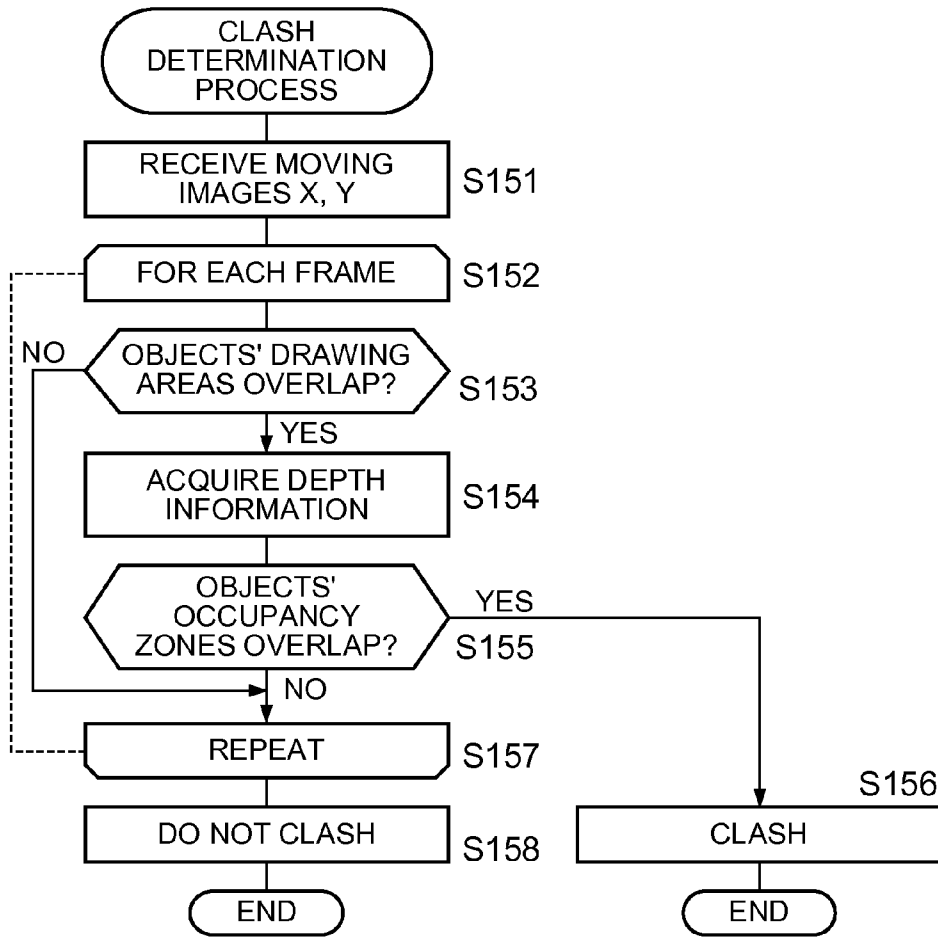 CLASH
DETERMINATION
PROCESS
RECEIVE MOVING
IMAGES X, Y
S151
FOR EACH FRAME
S152
NO
OBJECTS' DRAWING
AREAS OVERLAP?
S153
YES
ACQUIRE DEPTH
INFORMATION
S154
OBJECTS'
OCCUPANCY
ZONES OVERLAP?
YES
S155
NO
REPEAT
S157
S156
DO NOT CLASH
S158
CLASH
END
END